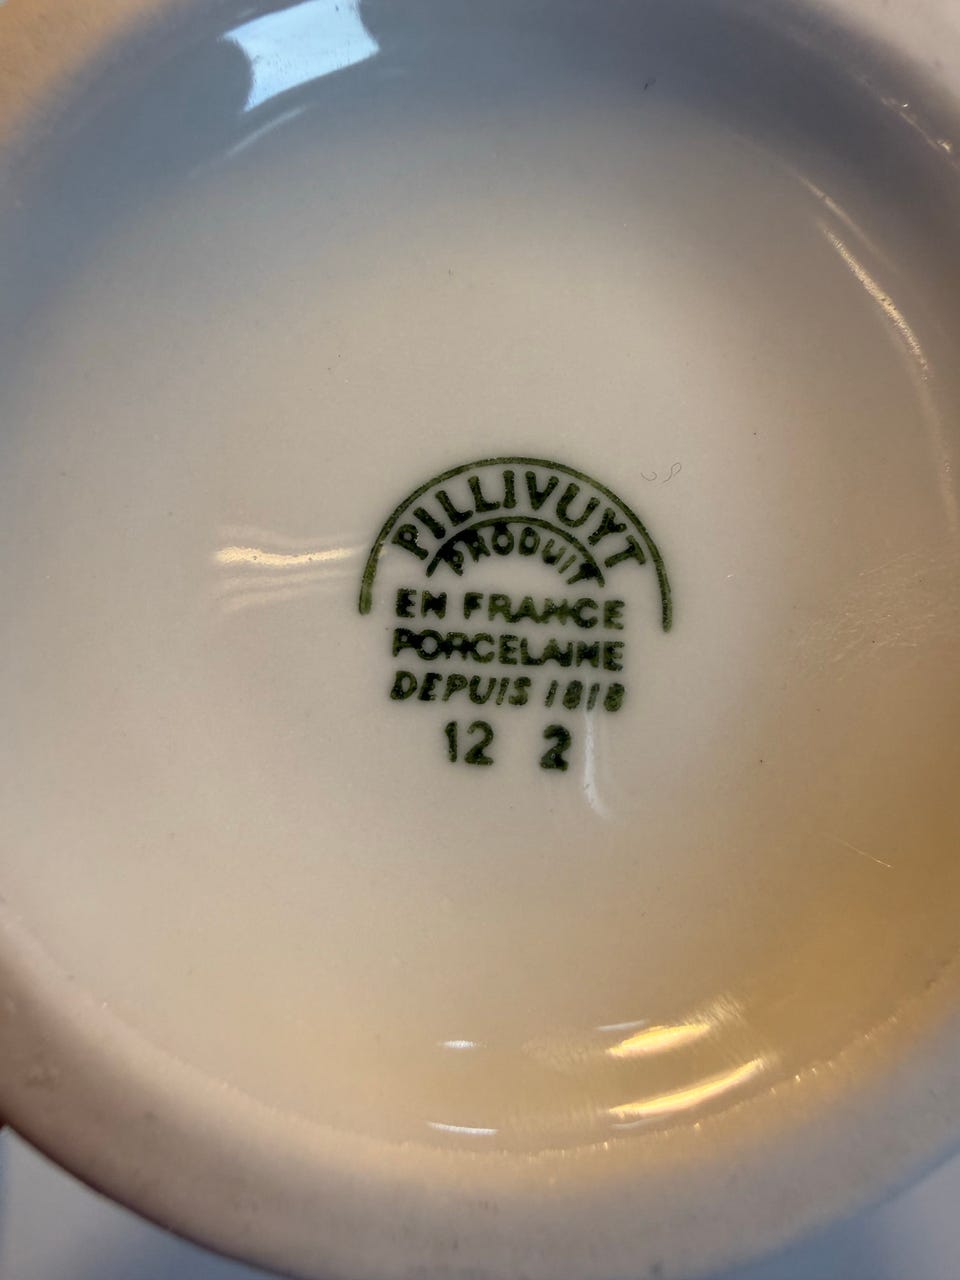 PILLIVUYT
PRODUIT
EN FRANCE
PORCELAINE
DEPUIS 1818
12 2